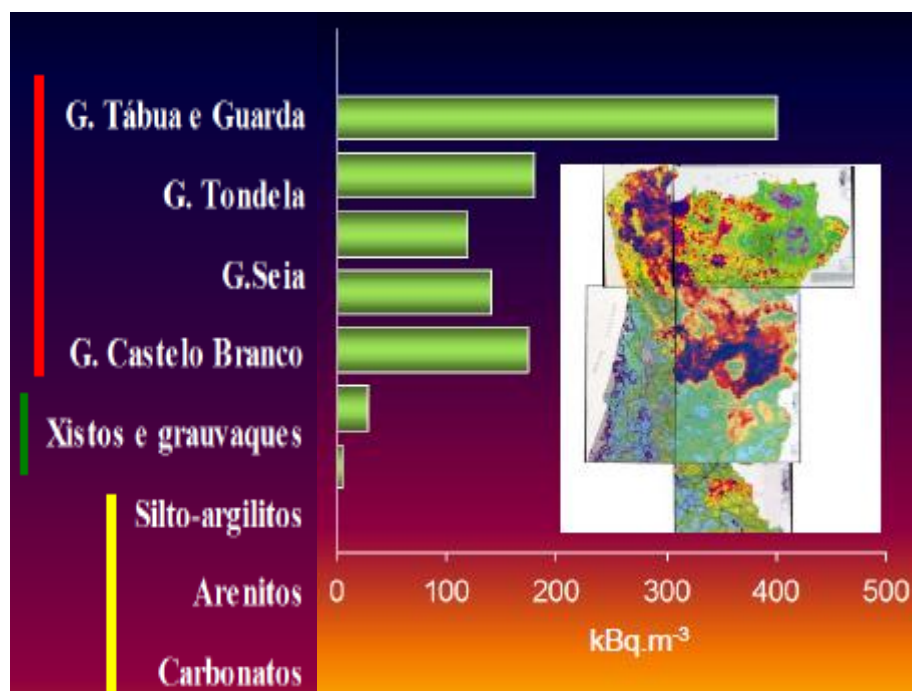 G. Tábua e Guarda
G. Tondela
G.Seia
G. Castelo Branco
Xistos e grauvaques
Silto-argilitos
Arenitos
Carbonatos
0 100 200 300 400 500
kBq.m-³